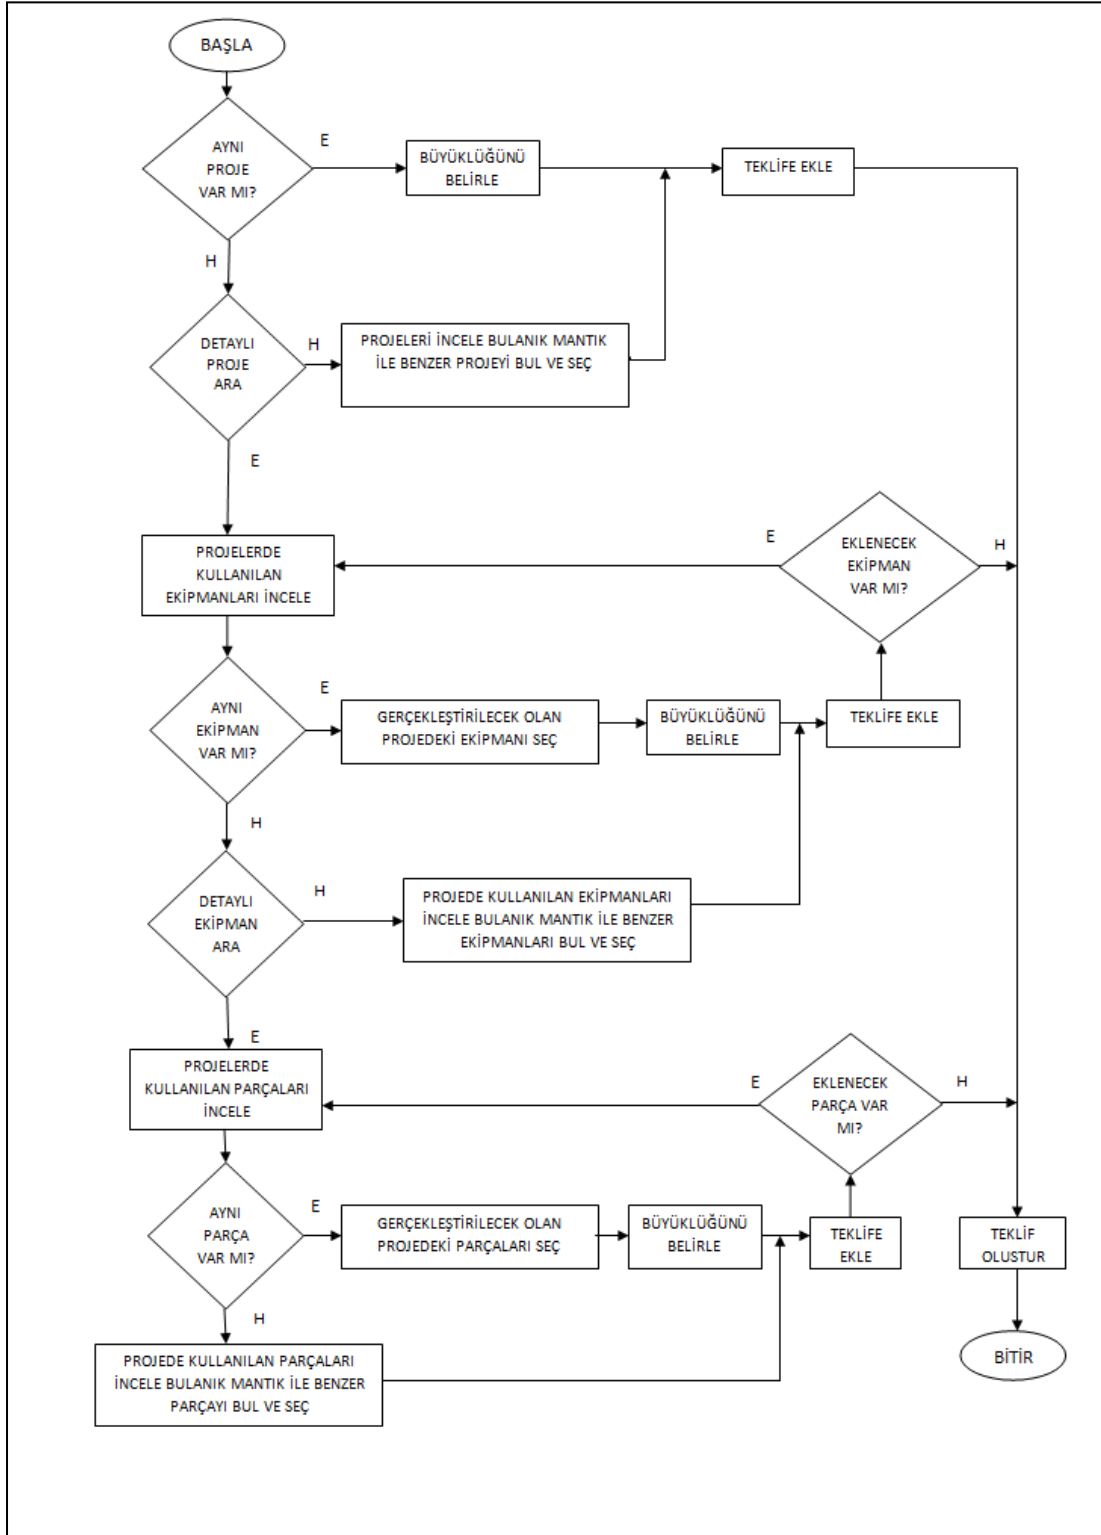 BAŞLA
AYNI
PROJE
VAR MI?
E
BÜYÜKLÜĞÜNÜ
BELİRLE
TEKLİFE EKLE
H
DETAYLI
PROJE
ARA
H
PROJELERİ İNCELE BULANIK MANTIK
İLE BENZER PROJEYİ BUL VE SEÇ
E
PROJELERDE
KULLANILAN
EKİPMANLARI İNCELE
E
EKLENECEK
EKİPMAN
VAR MI?
H
AYNI
EKİPMAN
VAR MI?
E
GERÇEKLEŞTİRİLECEK OLAN
PROJEDEKİ EKİPMANI SEÇ
BÜYÜKLÜĞÜNÜ
BELİRLE
TEKLİFE EKLE
H
DETAYLI
EKİPMAN
ARA
H
PROJEDE KULLANILAN EKİPMANLARI
İNCELE BULANIK MANTIK İLE BENZER
EKİPMANLARI BUL VE SEÇ
E
PROJELERDE
KULLANILAN PARÇALARI
İNCELE
E
EKLENECEK
PARÇA VAR
MI?
H
AYNI
PARÇA
VAR MI?
E
GERÇEKLEŞTİRİLECEK OLAN
PROJEDEKİ PARÇALARI SEÇ
BÜYÜKLÜĞÜNÜ
BELİRLE
TEKLİFE
EKLE
TEKLİF
OLUSTUR
H
PROJEDE KULLANILAN PARÇALARI
İNCELE BULANIK MANTIK İLE BENZER
PARÇAYI BUL VE SEÇ
BİTİR